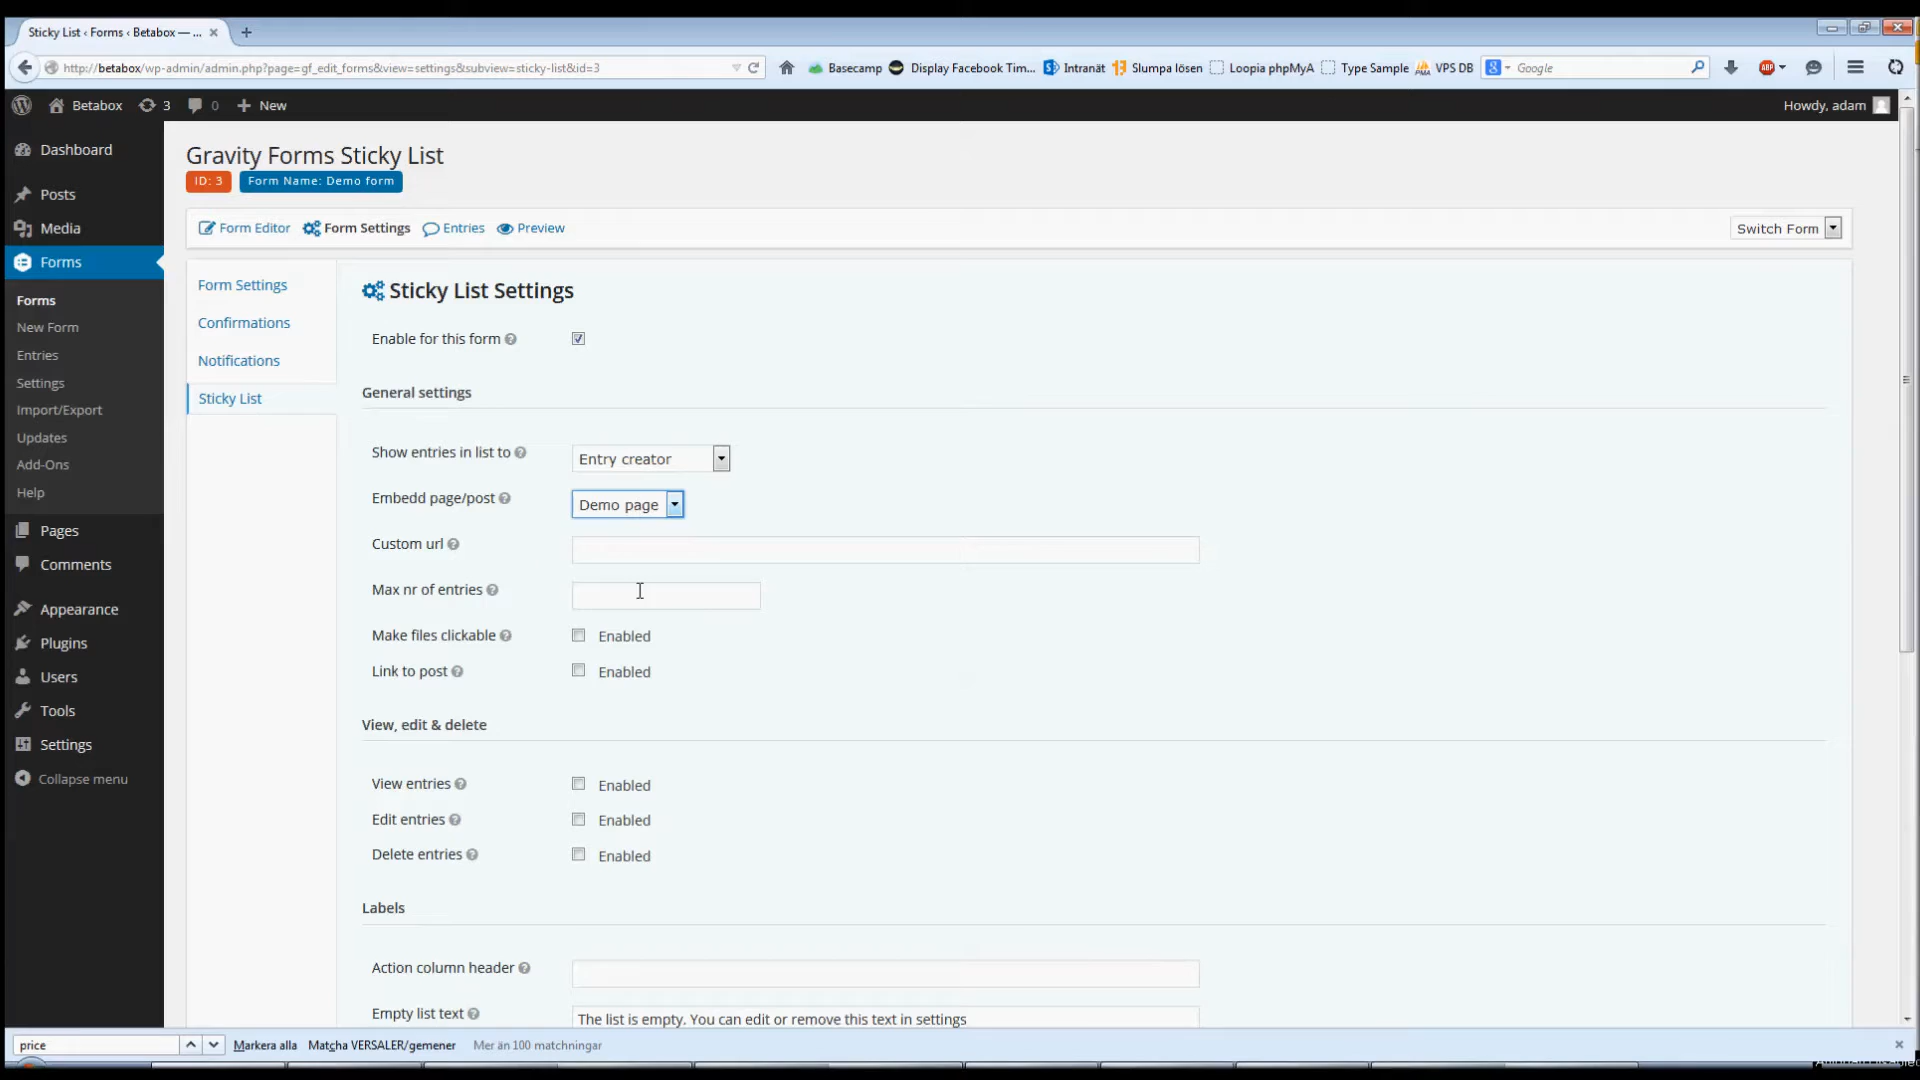 Sticky List ‹ Forms ‹ Betabox — ...
http://betabox/wp-admin/admin.php?page=gf_edit_forms&view=settings&subview=sticky-list&id=3
Basecamp Display Facebook Tim... Intranät Slumpa lösen Loopia phpMyA Type Sample VPS DB Google ABP
Betabox 3 0 New Howdy, adam
Dashboard
Posts
Media
Forms
Forms
New Form
Entries
Settings
Import/Export
Updates
Add-Ons
Help
Pages
Comments
Appearance
Plugins
Users
Tools
Settings
Collapse menu
Gravity Forms Sticky List
ID: 3 Form Name: Demo form
Form Editor Form Settings Entries Preview Switch Form
Form Settings
Confirmations
Notifications
Sticky List
Sticky List Settings
Enable for this form
General settings
Show entries in list to Entry creator
Embedd page/post Demo page
Custom url
Max nr of entries
Make files clickable Enabled
Link to post Enabled
View, edit & delete
View entries Enabled
Edit entries Enabled
Delete entries Enabled
Labels
Action column header
Empty list text The list is empty. You can edit or remove this text in settings
price Markera alla Matcha VERSALER/gemener Mer än 100 matchningar